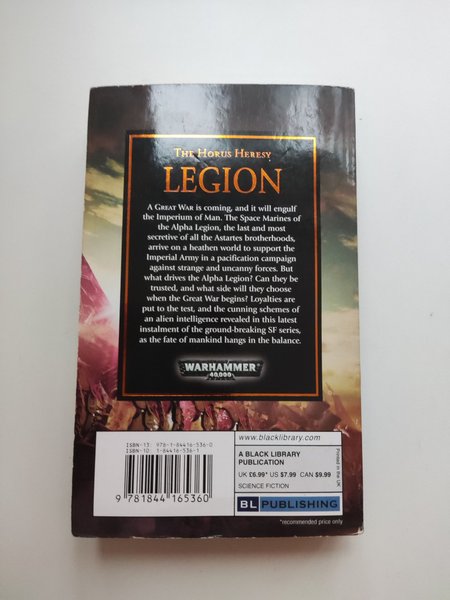 The Horus Heresy
LEGION
A Great War is coming, and it will engulf
the Imperium of Man. The Space Marines of
the Alpha Legion, the last and most
secretive of all the Astartes brotherhoods,
arrive on a heathen world to support the
Imperial Army in a pacification campaign
against strange and uncanny forces. But
what drives the Alpha Legion? Can they be
trusted, and what side will they choose
when the Great War begins? Loyalties are
put to the test, and the cunning schemes of
an alien intelligence revealed in this latest
instalment of the ground-breaking SF series,
as the fate of mankind hangs in the balance.
WARHAMMER
40,000
ISBN-13: 978-1-84416-536-0
ISBN-10: 1-84416-536-1
9 781844 165360
www.blacklibrary.com
A BLACK LIBRARY
PUBLICATION
UK £6.99* US $7.99 CAN $9.99
SCIENCE FICTION
BL PUBLISHING
Printed in the UK
*recommended price only